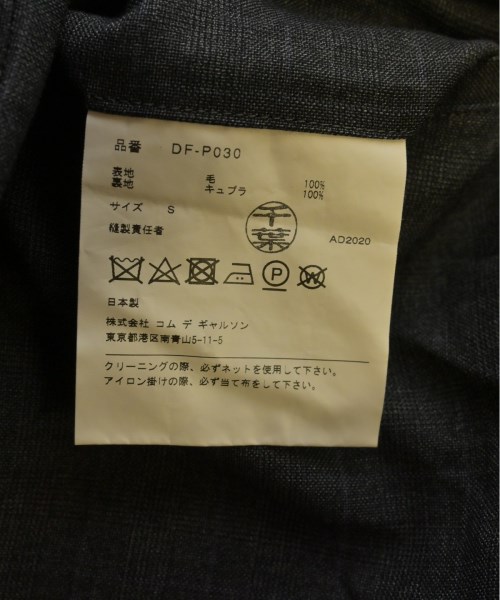 品番 DF-P030
表地 毛 100%
裏地 キュプラ 100%
サイズ S
縫製責任者 千葉 AD2020
P W
日本製
株式会社 コム デ ギャルソン
東京都港区南青山5-11-5
クリーニングの際、必ずネットを使用して下さい。
アイロン掛けの際、必ず当て布をして下さい。